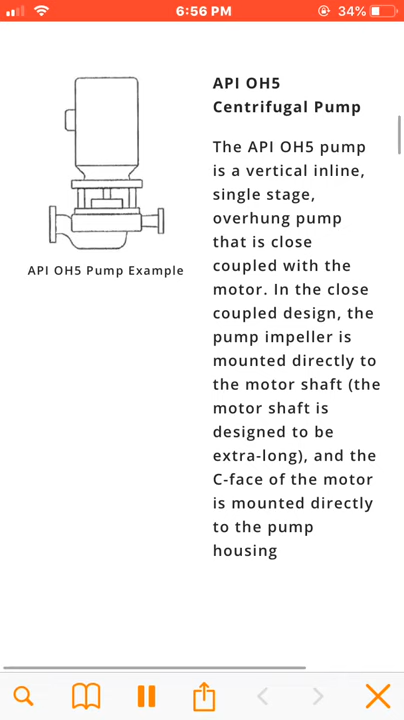 6:56 PM
34%
API OH5
Centrifugal Pump
The API OH5 pump
is a vertical inline,
single stage,
overhung pump
that is close
coupled with the
motor. In the close
coupled design, the
pump impeller is
mounted directly to
the motor shaft (the
motor shaft is
designed to be
extra-long), and the
C-face of the motor
is mounted directly
to the pump
housing
API OH5 Pump Example